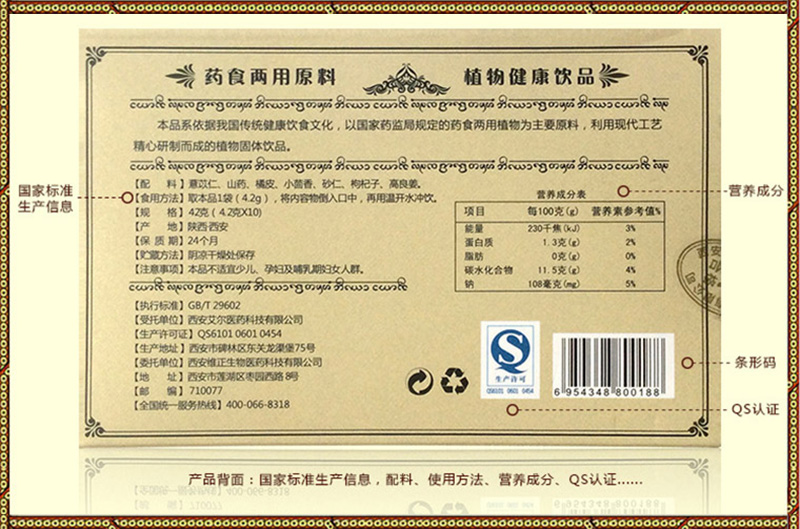 药食两用原料 植物健康饮品
本品系依据我国传统健康饮食文化，以国家药监局规定的药食两用植物为主要原料，利用现代工艺
精心研制而成的植物固体饮品。
国家标准
生产信息
【配 料】薏苡仁、山药、橘皮、小茴香、砂仁、枸杞子、高良姜。
【食用方法】取本品1袋（4.2g），将内容物倒入口中，再用温开水冲饮。
【规 格】42克（4.2克X10）
【产 地】陕西·西安
【保 质 期】24个月
【贮藏方法】阴凉干燥处保存
【注意事项】本品不适宜少儿、孕妇及哺乳期妇女人群。
营养成分表
项目 每100克(g) 营养素参考值%
能量 230千焦(kJ) 3%
蛋白质 1.3克(g) 2%
脂肪 0克(g) 0%
碳水化合物 11.5克(g) 4%
钠 108毫克(mg) 5%
营养成分
【执行标准】GB/T 29602
【受托单位】西安艾尔医药科技有限公司
【生产许可证】QS6101 0601 0454
【生产地址】西安市碑林区东关龙渠堡75号
【委托单位】西安维正生物医药科技有限公司
【地 址】西安市莲湖区枣园西路8号
【邮 编】710077
【全国统一服务热线】400-066-8318
QS
生产许可
QS6101 0601 0454
6 954348 800188
条形码
QS认证
产品背面：国家标准生产信息，配料、使用方法、营养成分、QS认证......